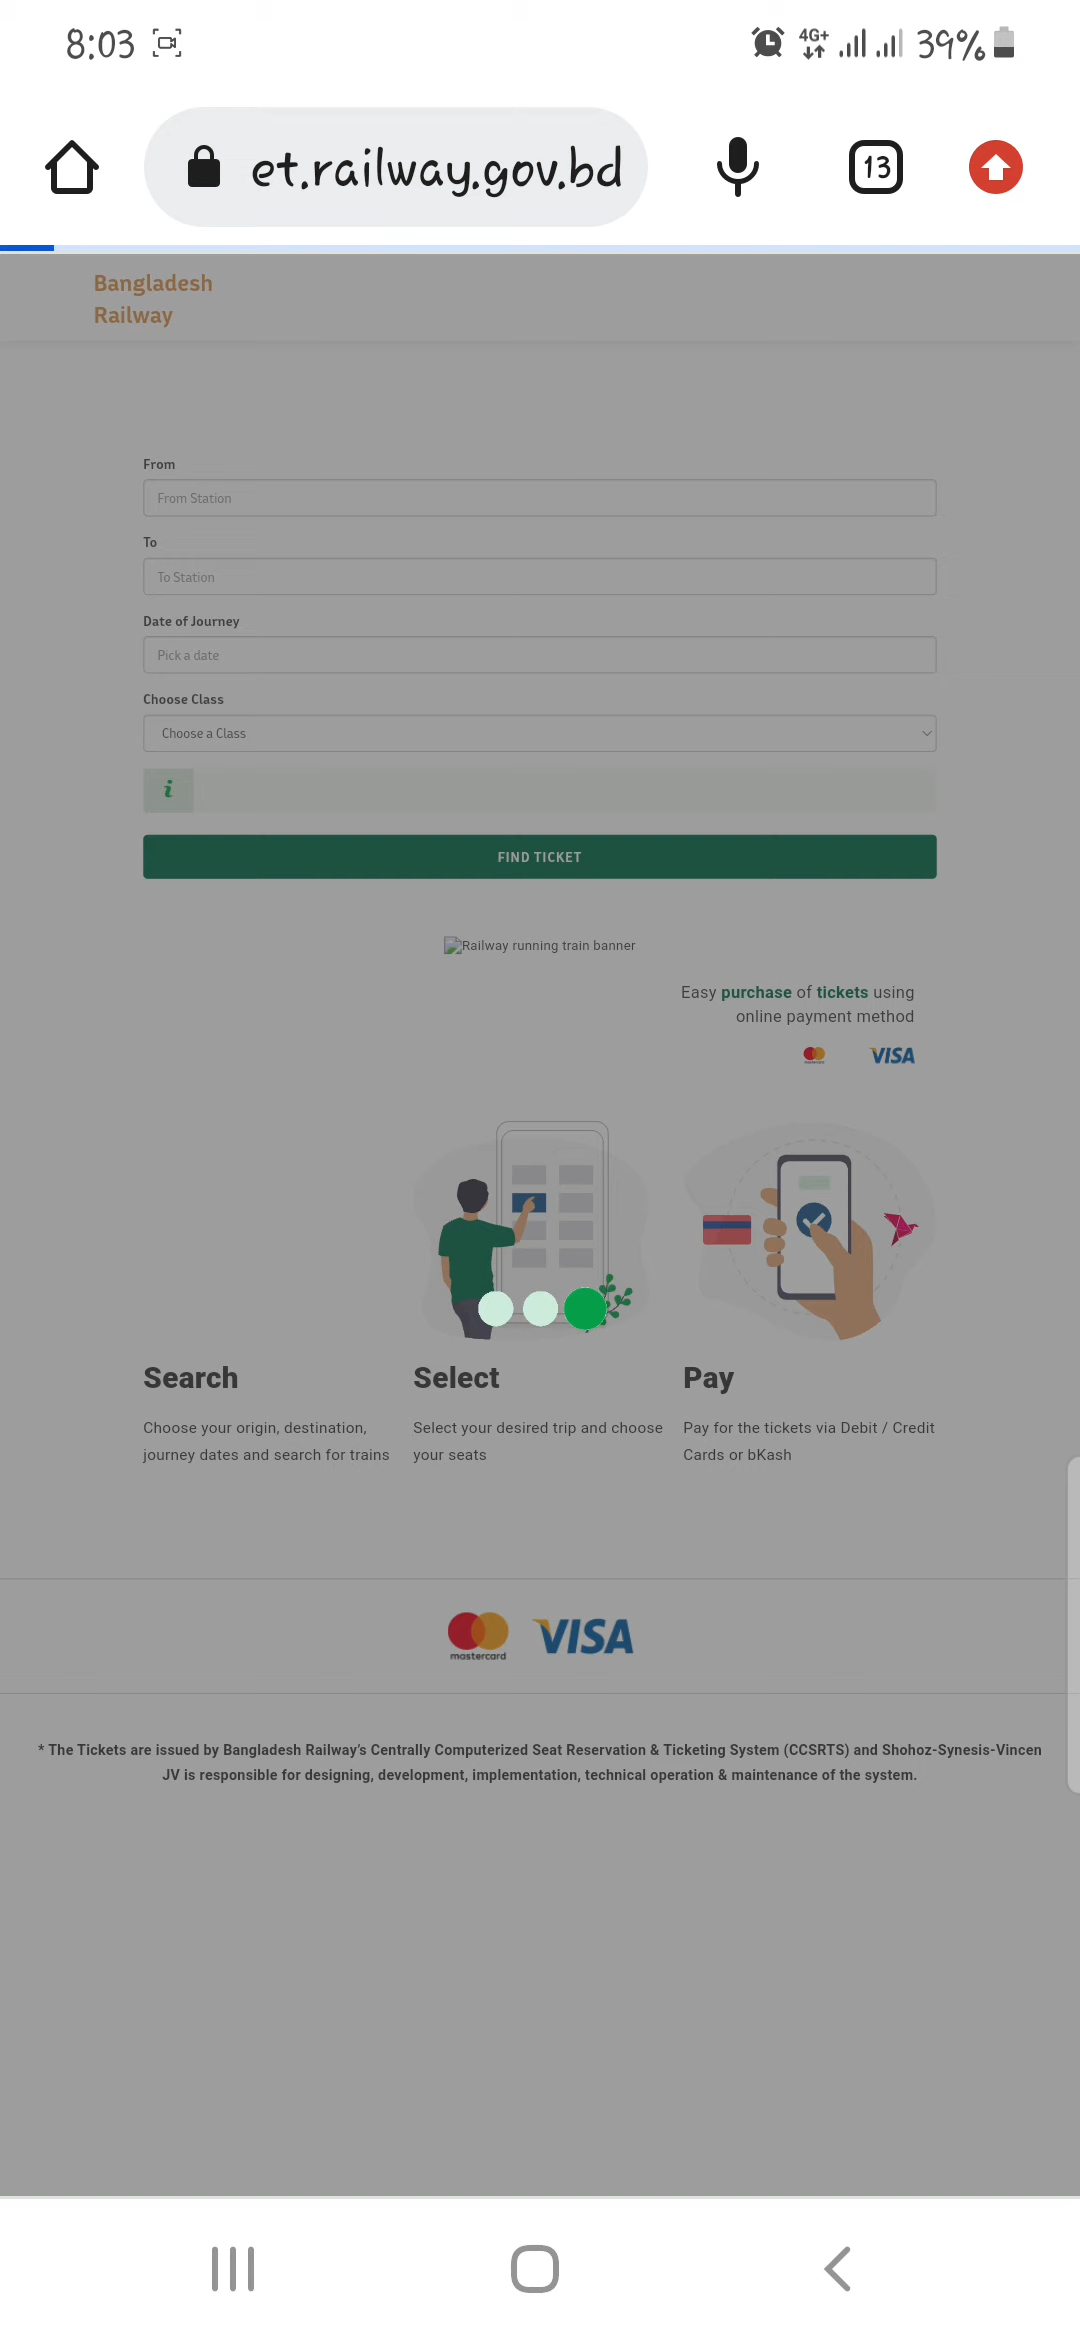 8:03
4G+
39%
et.railway.gov.bd
13
Bangladesh
Railway
From
From Station
To
To Station
Date of Journey
Pick a date
Choose Class
Choose a Class
i
FIND TICKET
Railway running train banner
Easy purchase of tickets using
online payment method
VISA
Search
Select
Pay
Choose your origin, destination,
journey dates and search for trains
Select your desired trip and choose
your seats
Pay for the tickets via Debit / Credit
Cards or bKash
mastercard
VISA
* The Tickets are issued by Bangladesh Railway's Centrally Computerized Seat Reservation & Ticketing System (CCSRTS) and Shohoz-Synesis-Vincen
JV is responsible for designing, development, implementation, technical operation & maintenance of the system.